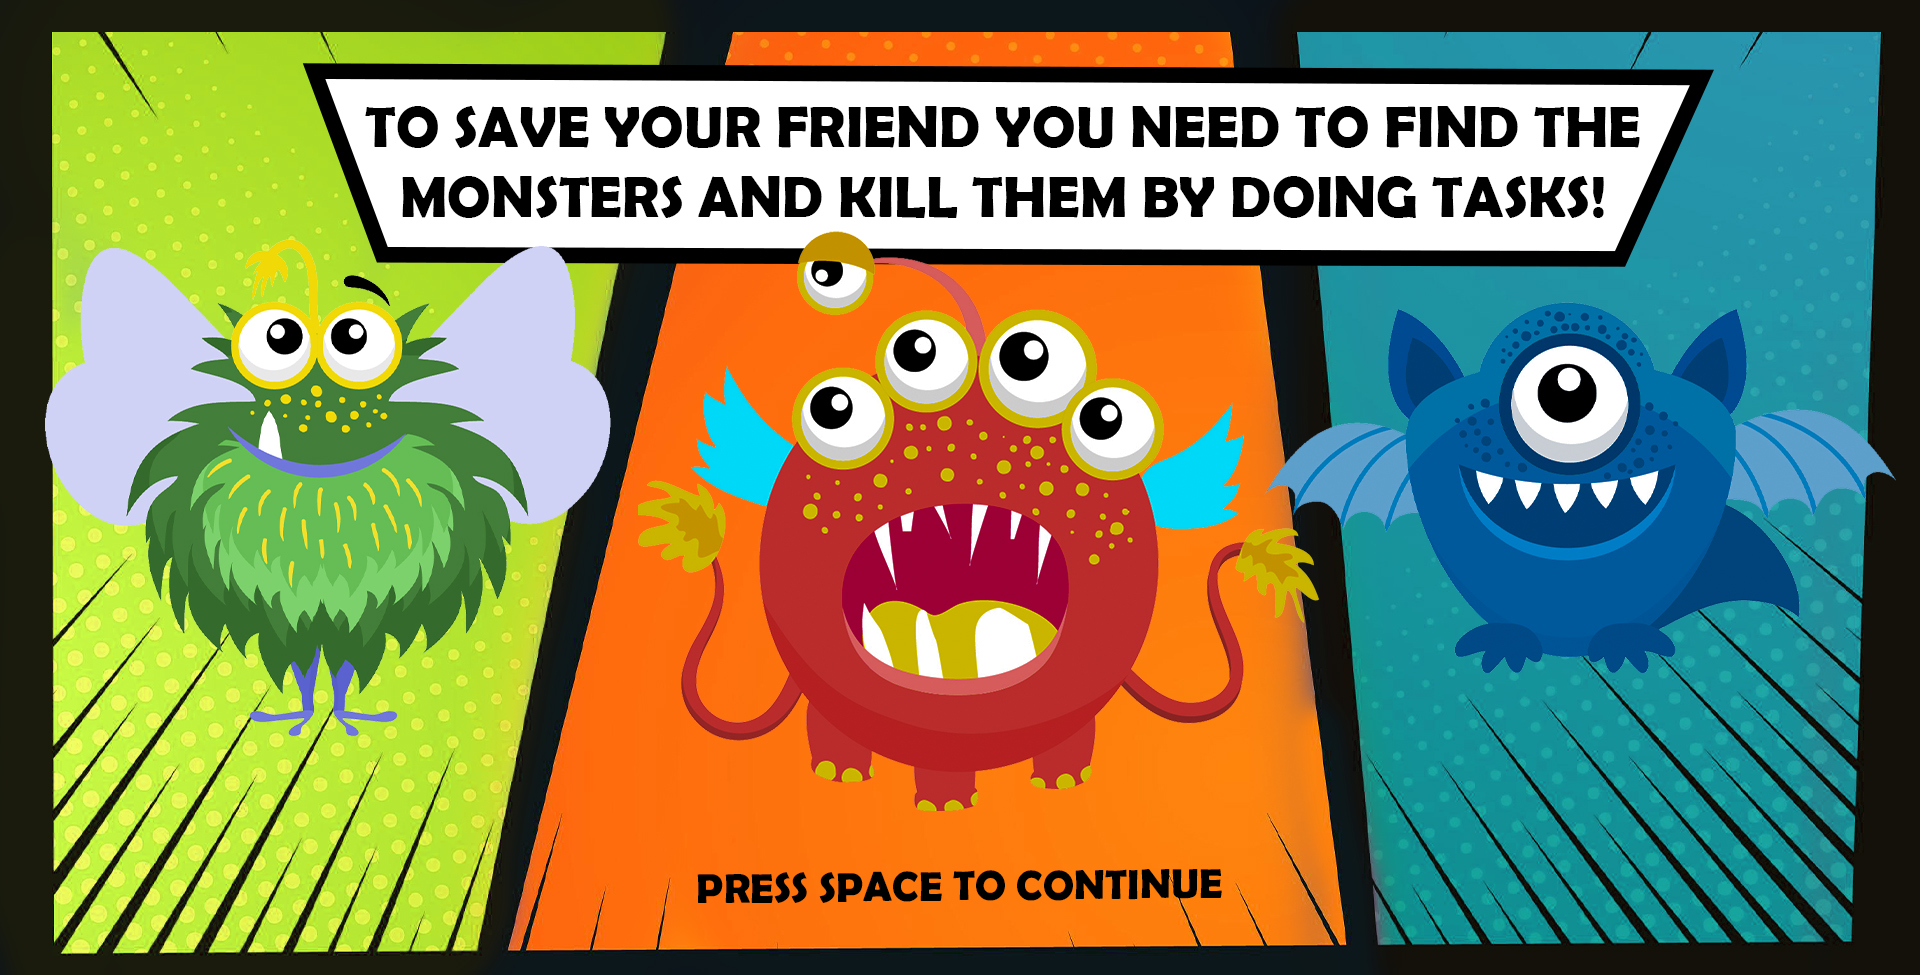 TO SAVE YOUR FRIEND YOU NEED TO FIND THE
MONSTERS AND KILL THEM BY DOING TASKS!
PRESS SPACE TO CONTINUE